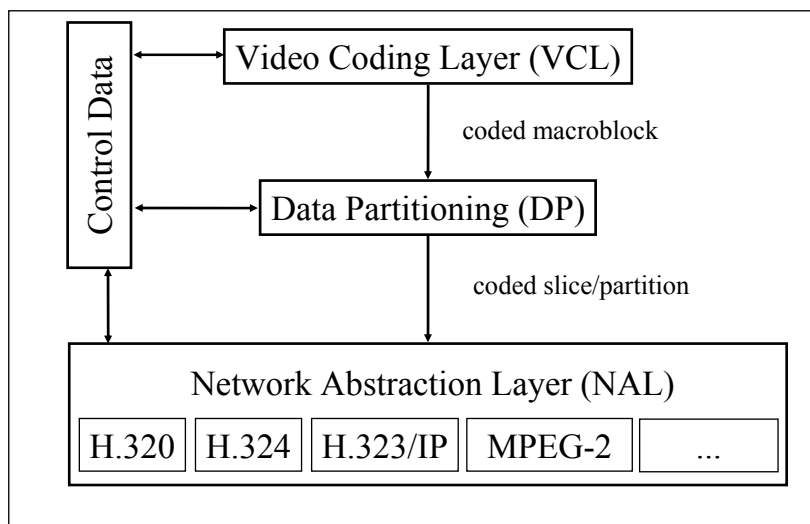 Control Data
Video Coding Layer (VCL)
coded macroblock
Data Partitioning (DP)
coded slice/partition
Network Abstraction Layer (NAL)
H.320 H.324 H.323/IP MPEG-2 ...